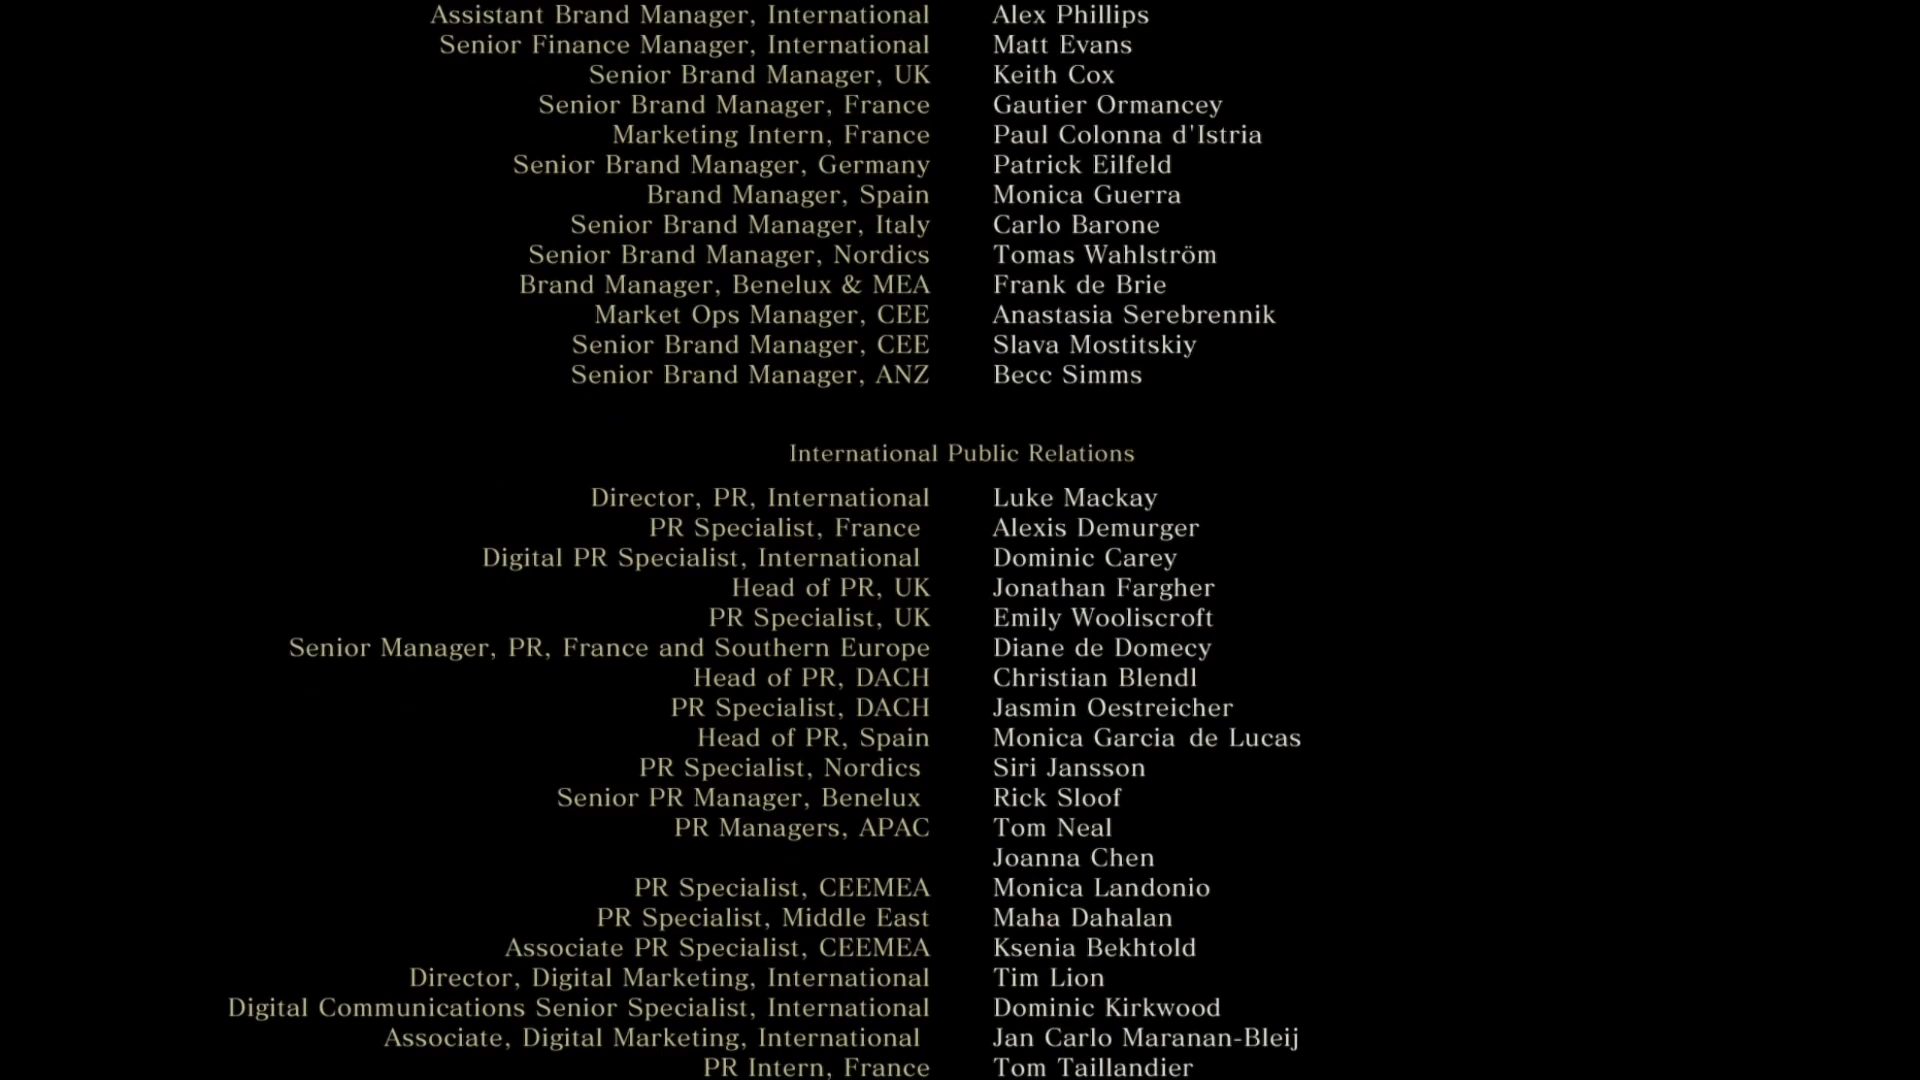 Assistant Brand Manager, International Alex Phillips
Senior Finance Manager, International Matt Evans
Senior Brand Manager, UK Keith Cox
Senior Brand Manager, France Gautier Ormancey
Marketing Intern, France Paul Colonna d'Istria
Senior Brand Manager, Germany Patrick Eilfeld
Brand Manager, Spain Monica Guerra
Senior Brand Manager, Italy Carlo Barone
Senior Brand Manager, Nordics Tomas Wahlström
Brand Manager, Benelux & MEA Frank de Brie
Market Ops Manager, CEE Anastasia Serebrennik
Senior Brand Manager, CEE Slava Mostitskiy
Senior Brand Manager, ANZ Becc Simms
International Public Relations
Director, PR, International Luke Mackay
PR Specialist, France Alexis Demurger
Digital PR Specialist, International Dominic Carey
Head of PR, UK Jonathan Fargher
PR Specialist, UK Emily Wooliscroft
Senior Manager, PR, France and Southern Europe Diane de Domecy
Head of PR, DACH Christian Blendl
PR Specialist, DACH Jasmin Oestreicher
Head of PR, Spain Monica Garcia de Lucas
PR Specialist, Nordics Siri Jansson
Senior PR Manager, Benelux Rick Sloof
PR Managers, APAC Tom Neal
Joanna Chen
PR Specialist, CEEMEA Monica Landonio
PR Specialist, Middle East Maha Dahalan
Associate PR Specialist, CEEMEA Ksenia Bekhtold
Director, Digital Marketing, International Tim Lion
Digital Communications Senior Specialist, International Dominic Kirkwood
Associate, Digital Marketing, International Jan Carlo Maranan-Bleij
PR Intern, France Tom Taillandier